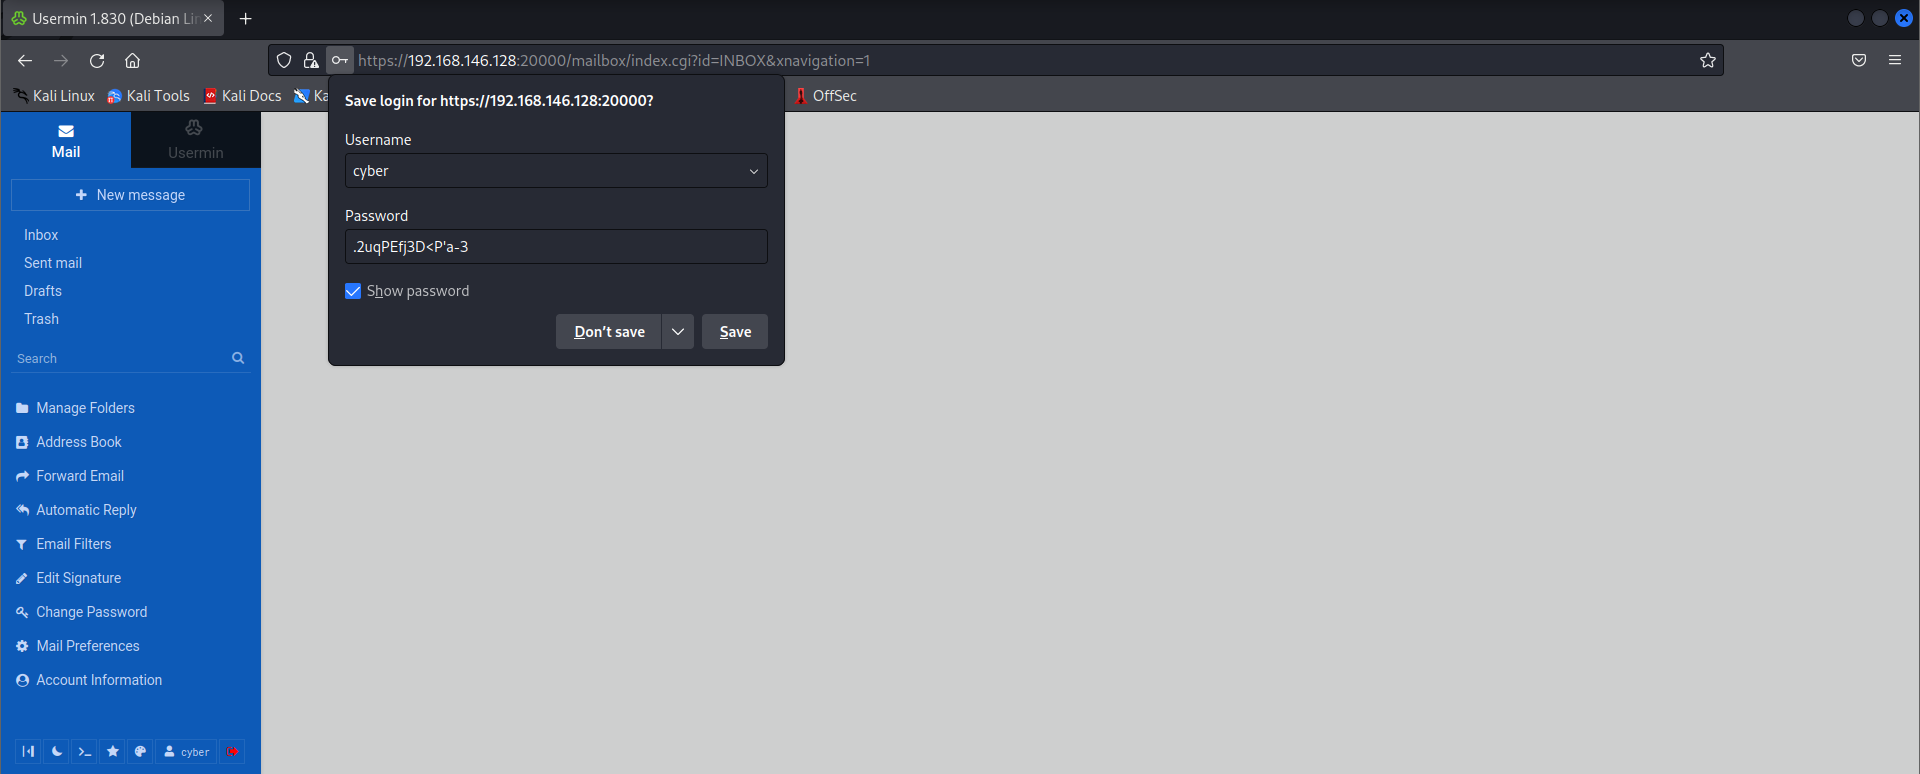 Usermin 1.830 (Debian Lin
https://192.168.146.128:20000/mailbox/index.cgi?id=INBOX&xnavigation=1
Kali Linux Kali Tools Kali Docs Ka OffSec
Mail
Usermin
New message
Inbox
Sent mail
Drafts
Trash
Search
Manage Folders
Address Book
Forward Email
Automatic Reply
Email Filters
Edit Signature
Change Password
Mail Preferences
Account Information
cyber
Save login for https://192.168.146.128:20000?
Username
cyber
Password
.2uqPEfj3D<P'a-3
Show password
Don't save
Save